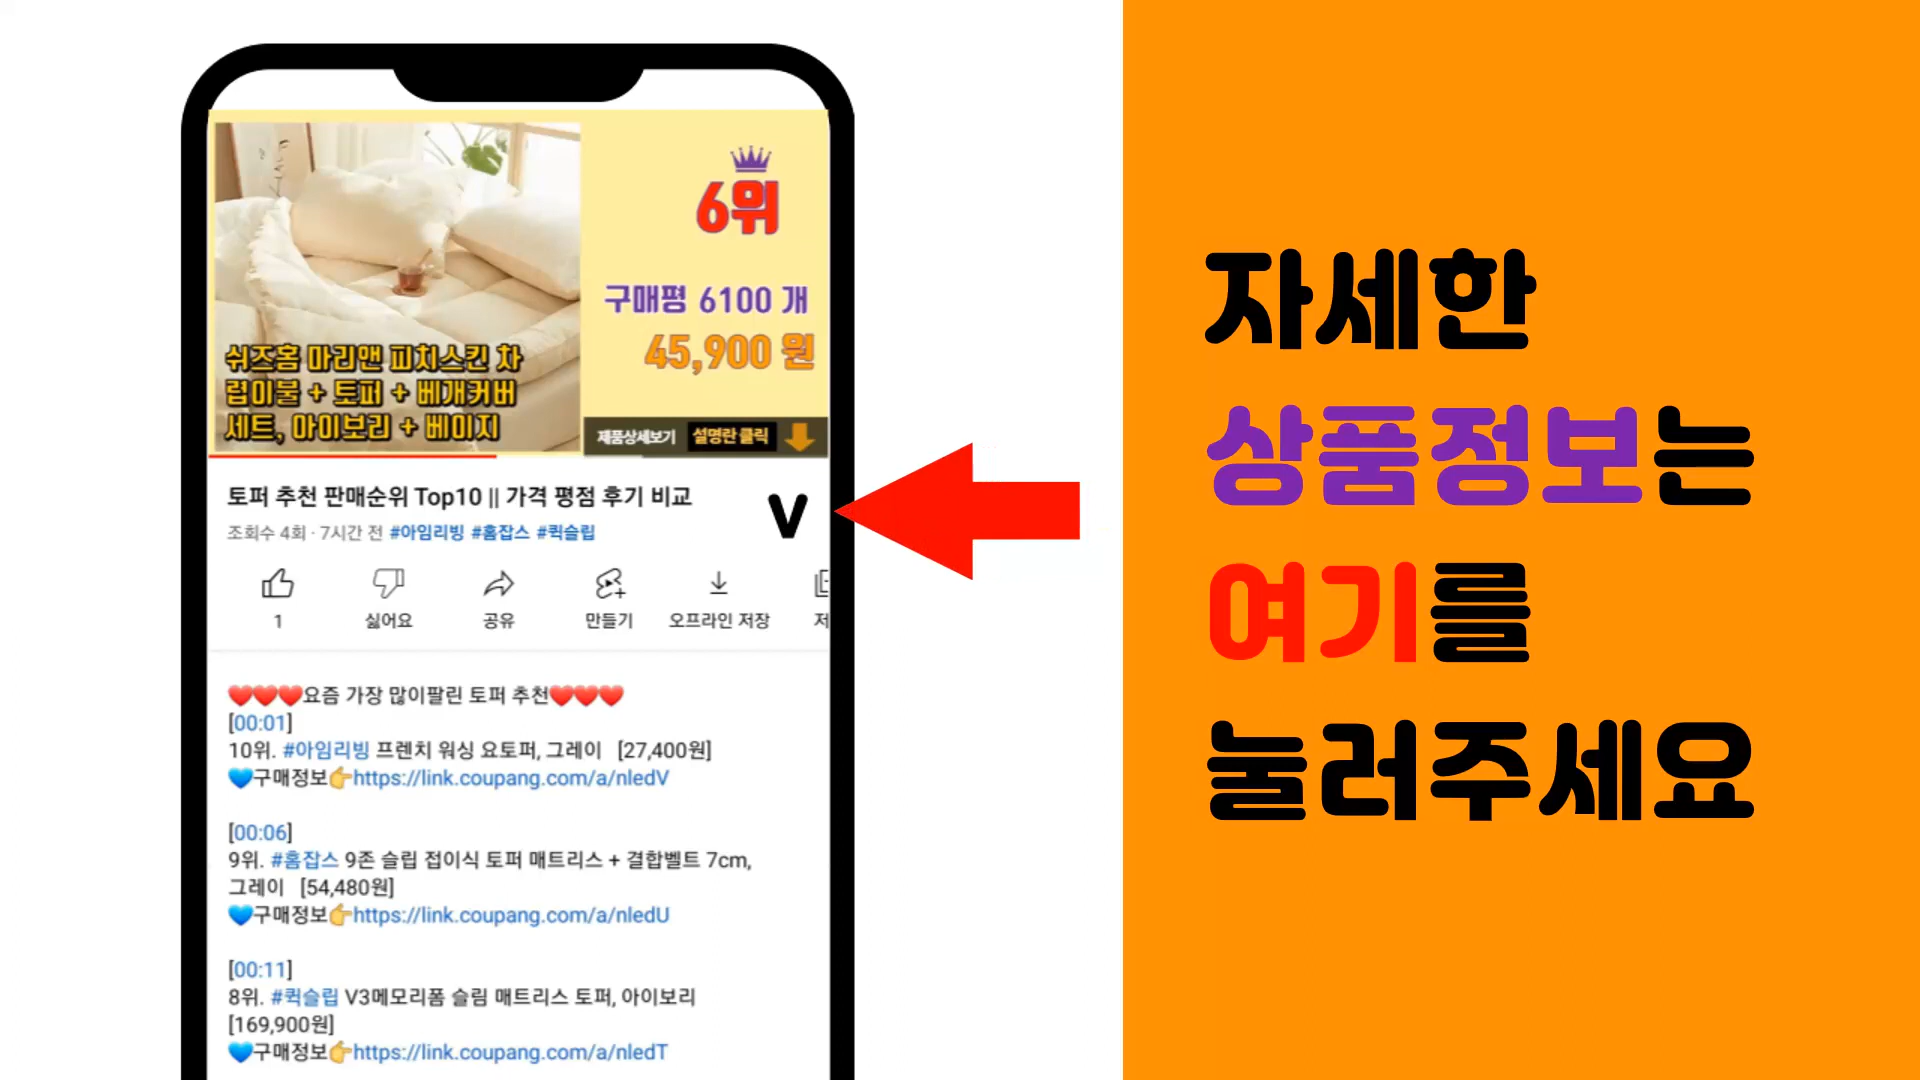 6위
구매평 6100 개
45,900 원
쉬즈홈 마리앤 피치스킨 차
렵이불 + 토퍼 + 베개커버
세트, 아이보리 + 베이지
제품상세보기 설명란 클릭
토퍼 추천 판매순위 Top10 || 가격 평점 후기 비교
V
조회수 4회 · 7시간 전 #아임리빙 #홈잡스 #퀵슬립
1 싫어요 공유 만들기 오프라인 저장 저
❤️❤️❤️요즘 가장 많이팔린 토퍼 추천❤️❤️❤️
[00:01]
10위. #아임리빙 프렌치 워싱 요토퍼, 그레이 [27,400원]
💙구매정보👉https://link.coupang.com/a/nledV
[00:06]
9위. #홈잡스 9존 슬립 접이식 토퍼 매트리스 + 결합벨트 7cm,
그레이 [54,480원]
💙구매정보👉https://link.coupang.com/a/nledU
[00:11]
8위. #퀵슬립 V3메모리폼 슬림 매트리스 토퍼, 아이보리
[169,900원]
💙구매정보👉https://link.coupang.com/a/nledT
자세한
상품정보는
여기를
눌러주세요